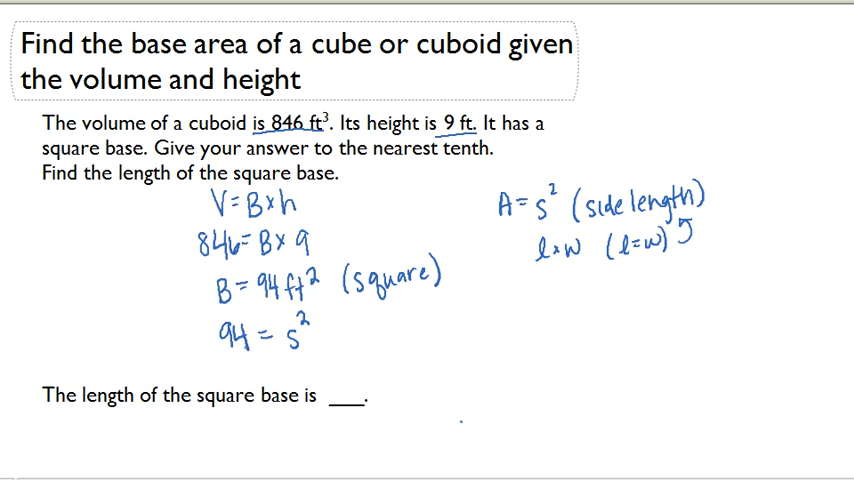 Find the base area of a cube or cuboid given
the volume and height
The volume of a cuboid is 846 ft³. Its height is 9 ft. It has a
square base. Give your answer to the nearest tenth.
Find the length of the square base.
V = B × h
846 = B × 9
B = 94 ft² (square)
94 = s²
A = s² (side length)
l × w (l = w)
The length of the square base is ___.